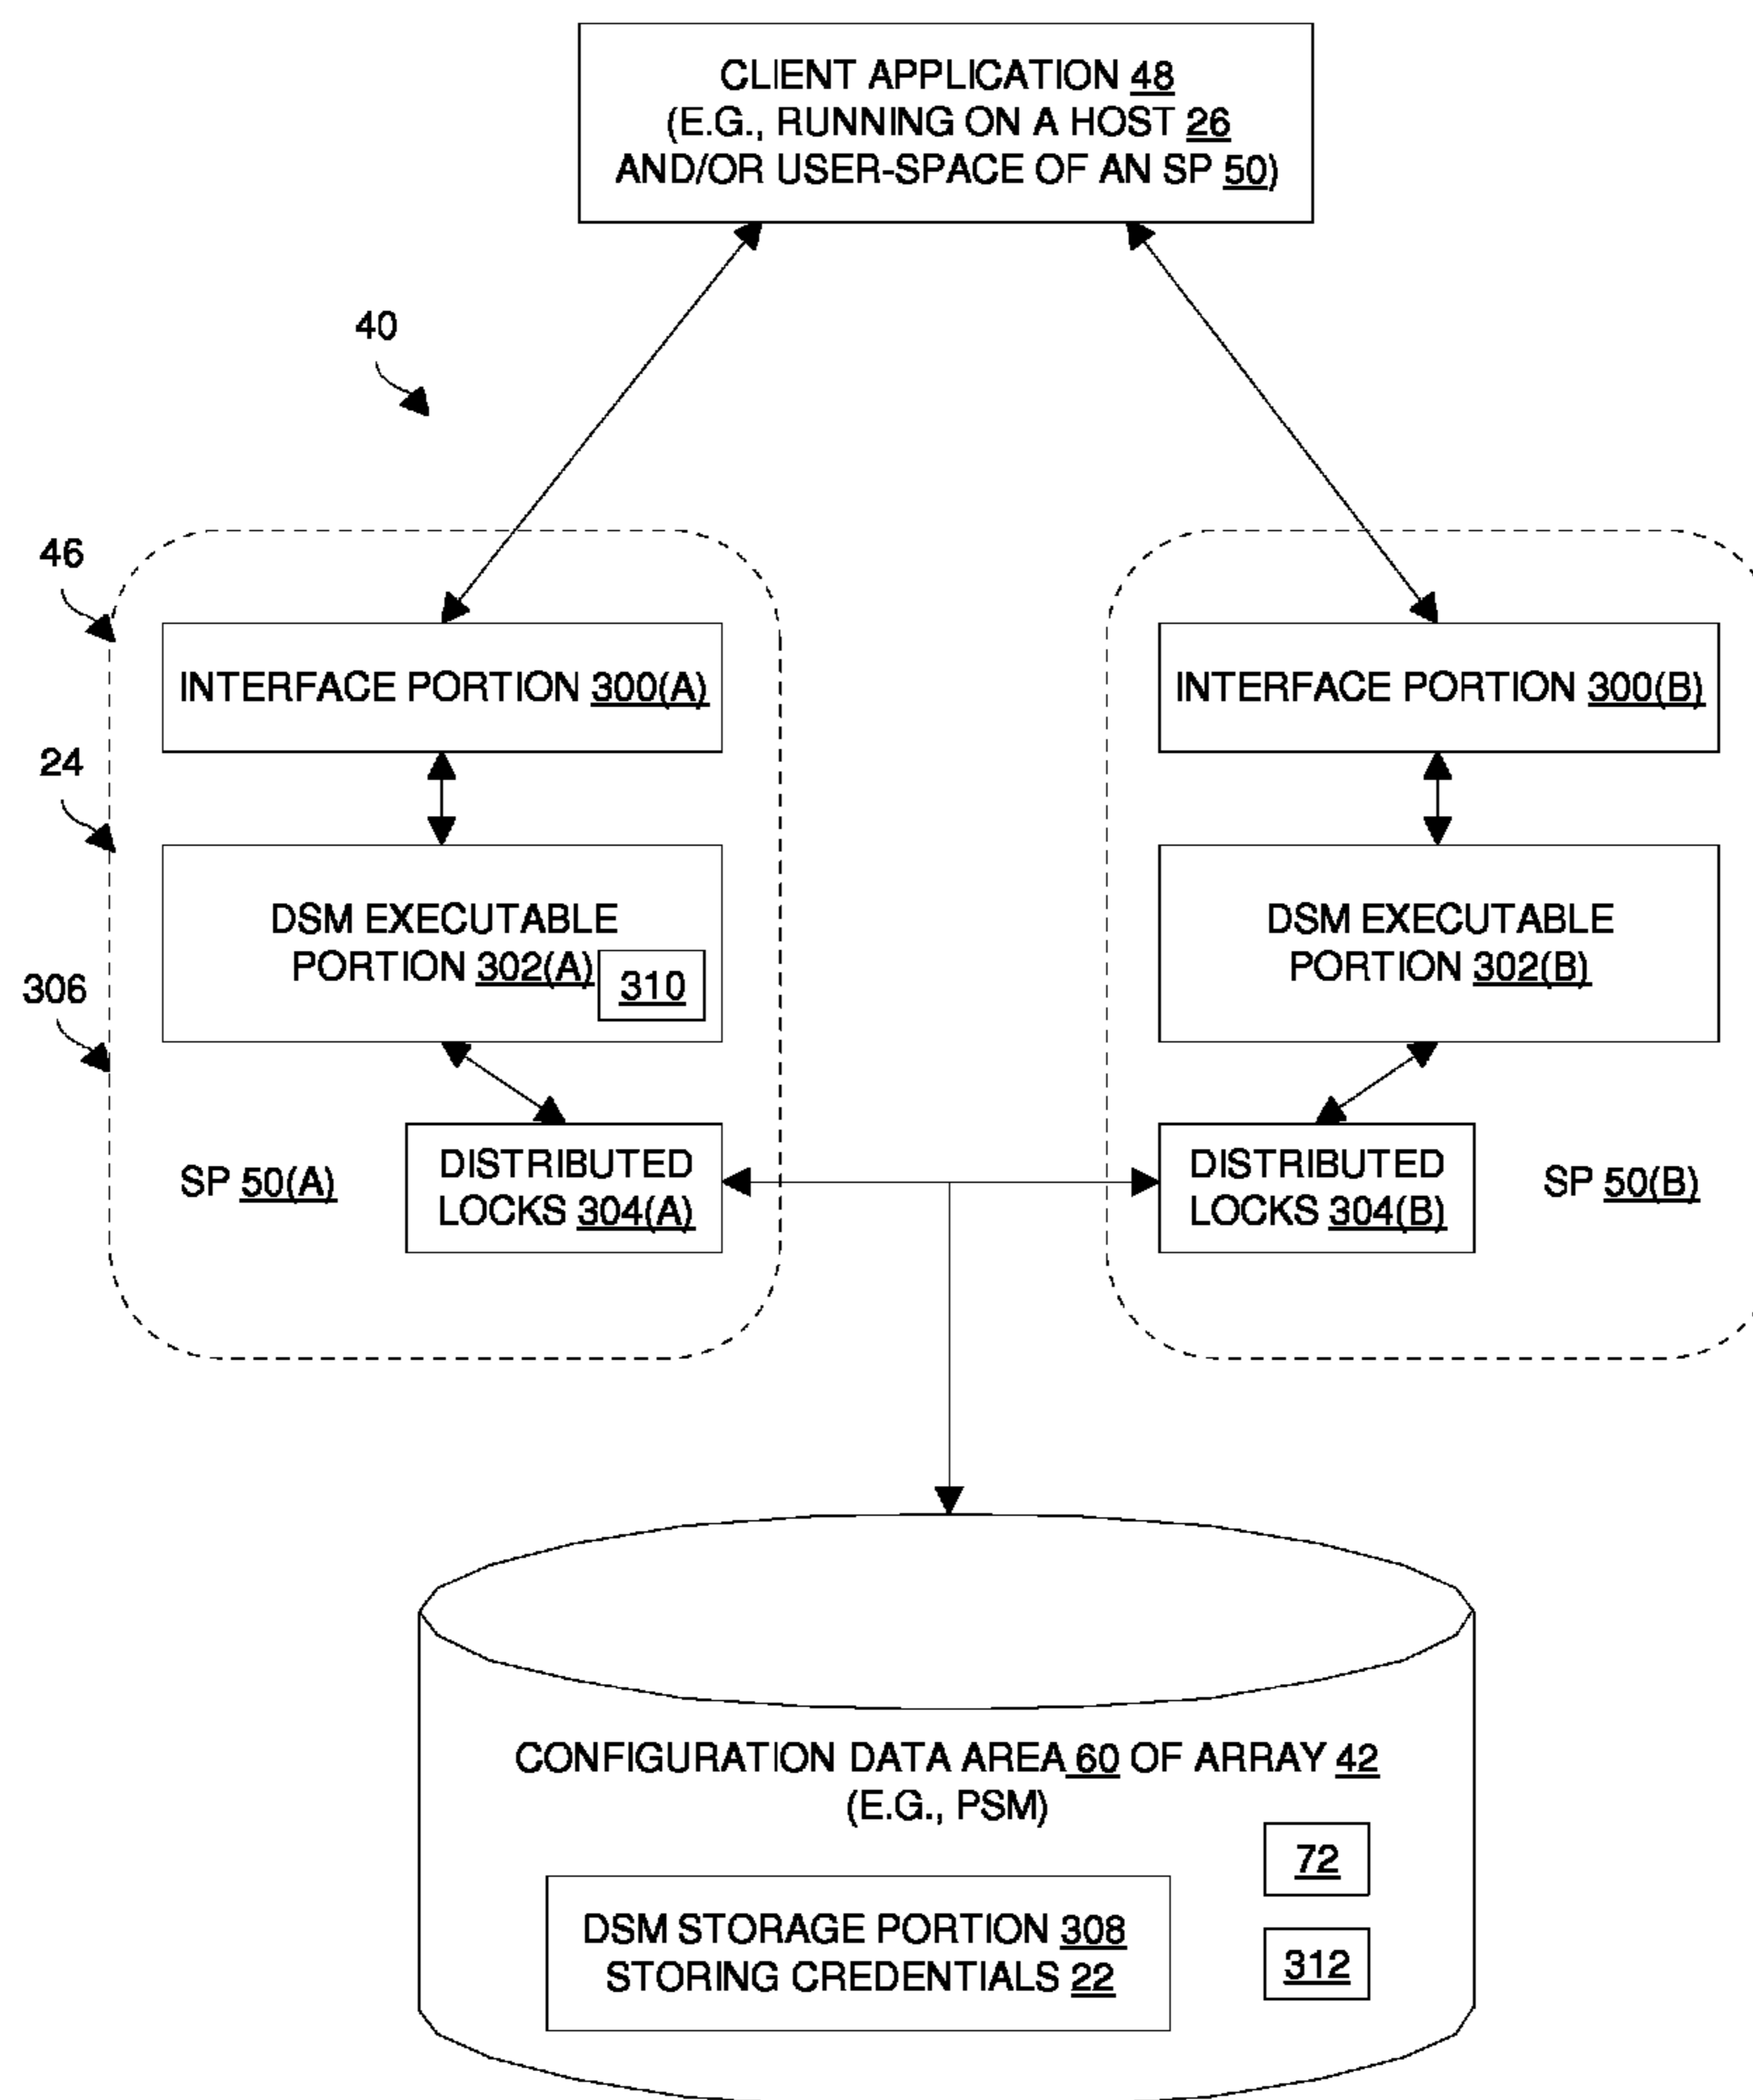 CLIENT APPLICATION 48
(E.G., RUNNING ON A HOST 26
AND/OR USER-SPACE OF AN SP 50)
40
46
INTERFACE PORTION 300(A)
INTERFACE PORTION 300(B)
24
DSM EXECUTABLE
PORTION 302(A)
310
DSM EXECUTABLE
PORTION 302(B)
306
SP 50(A)
DISTRIBUTED
LOCKS 304(A)
DISTRIBUTED
LOCKS 304(B)
SP 50(B)
CONFIGURATION DATA AREA 60 OF ARRAY 42
(E.G., PSM)
72
DSM STORAGE PORTION 308
STORING CREDENTIALS 22
312